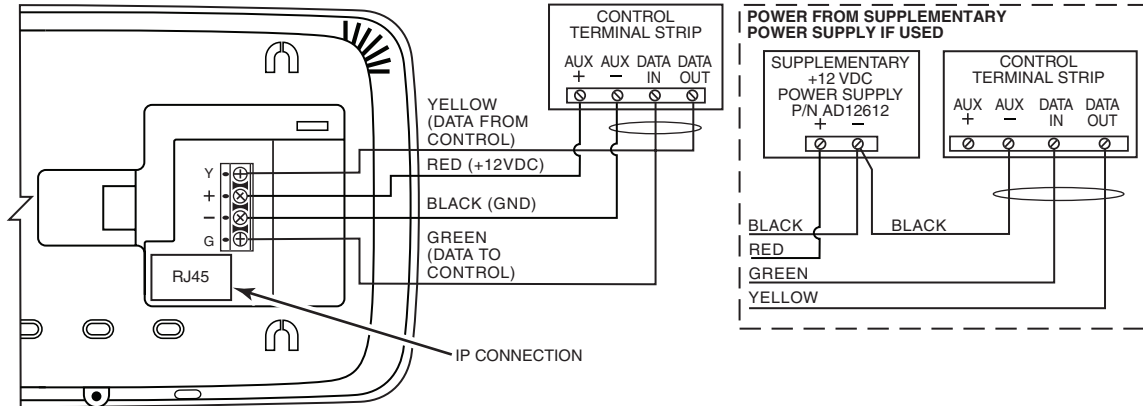 CONTROL
TERMINAL STRIP
AUX AUX DATA DATA
+ − IN OUT
YELLOW
(DATA FROM
CONTROL)
RED (+12VDC)
BLACK (GND)
GREEN
(DATA TO
CONTROL)
Y
+
−
G
RJ45
IP CONNECTION
POWER FROM SUPPLEMENTARY
POWER SUPPLY IF USED
SUPPLEMENTARY
+12 VDC
POWER SUPPLY
P/N AD12612
+ −
CONTROL
TERMINAL STRIP
AUX AUX DATA DATA
+ − IN OUT
BLACK BLACK
RED
GREEN
YELLOW